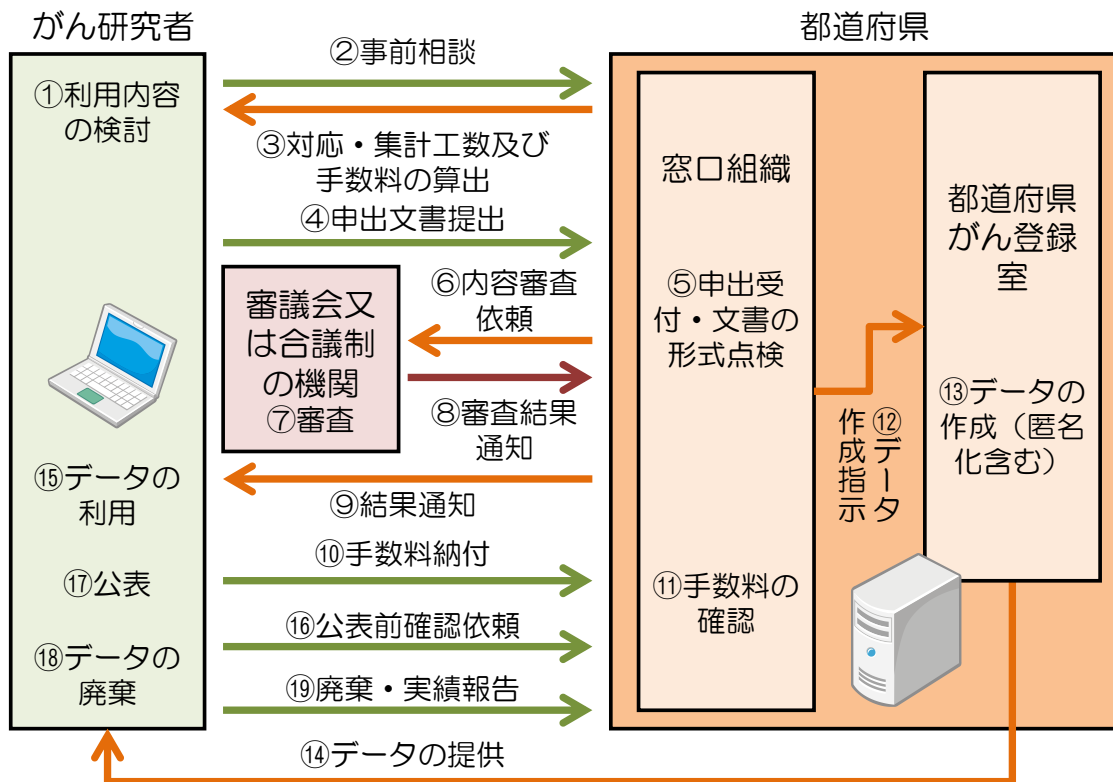 がん研究者
都道府県
②事前相談
①利用内容
の検討
③対応・集計工数及び
手数料の算出
④申出文書提出
窓口組織
都道府県
がん登録
室
審議会又
は合議制
の機関
⑦審査
⑥内容審査
依頼
⑤申出受
付・文書の
形式点検
⑧審査結果
通知
⑫データ
作成指示
⑬データの
作成（匿名
化含む）
⑮データの
利用
⑨結果通知
⑩手数料納付
⑰公表
⑪手数料の
確認
⑯公表前確認依頼
⑱データの
廃棄
⑲廃棄・実績報告
⑭データの提供